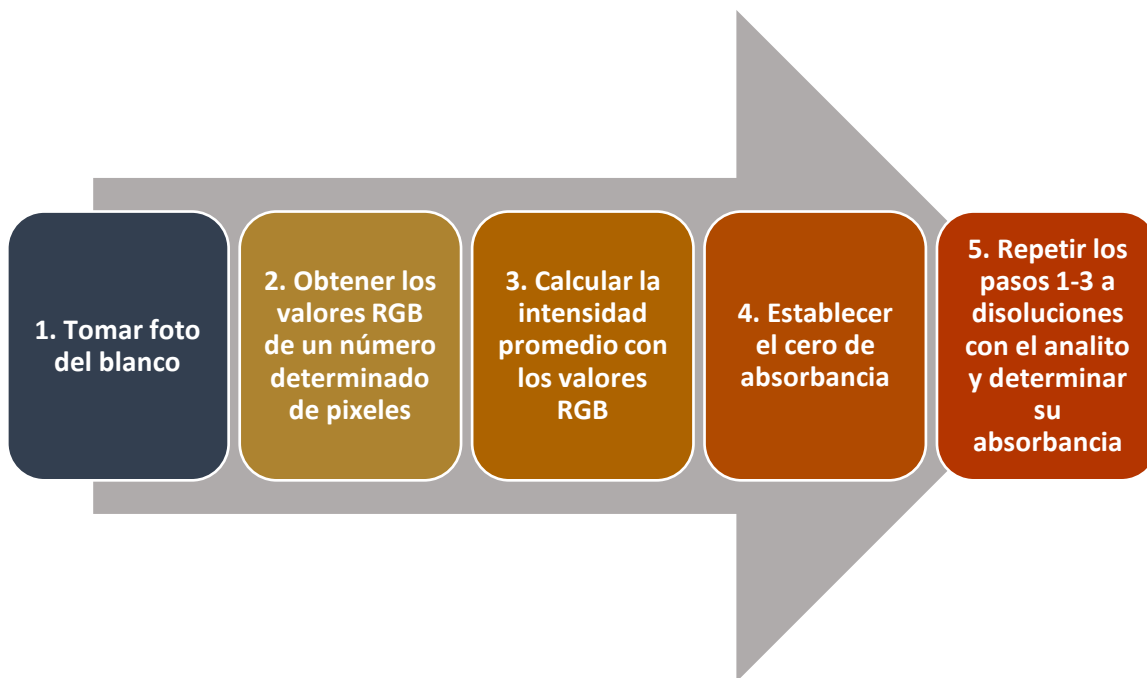 1. Tomar foto
del blanco
2. Obtener los
valores RGB
de un número
determinado
de pixeles
3. Calcular la
intensidad
promedio con
los valores
RGB
4. Establecer
el cero de
absorbancia
5. Repetir los
pasos 1-3 a
disoluciones
con el analito
y determinar
su
absorbancia